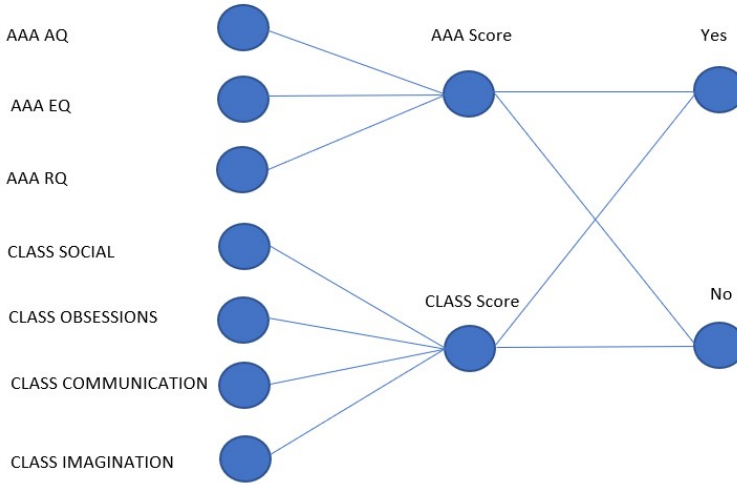 AAA AQ
AAA EQ
AAA RQ
CLASS SOCIAL
CLASS OBSESSIONS
CLASS COMMUNICATION
CLASS IMAGINATION
AAA Score
CLASS Score
Yes
No